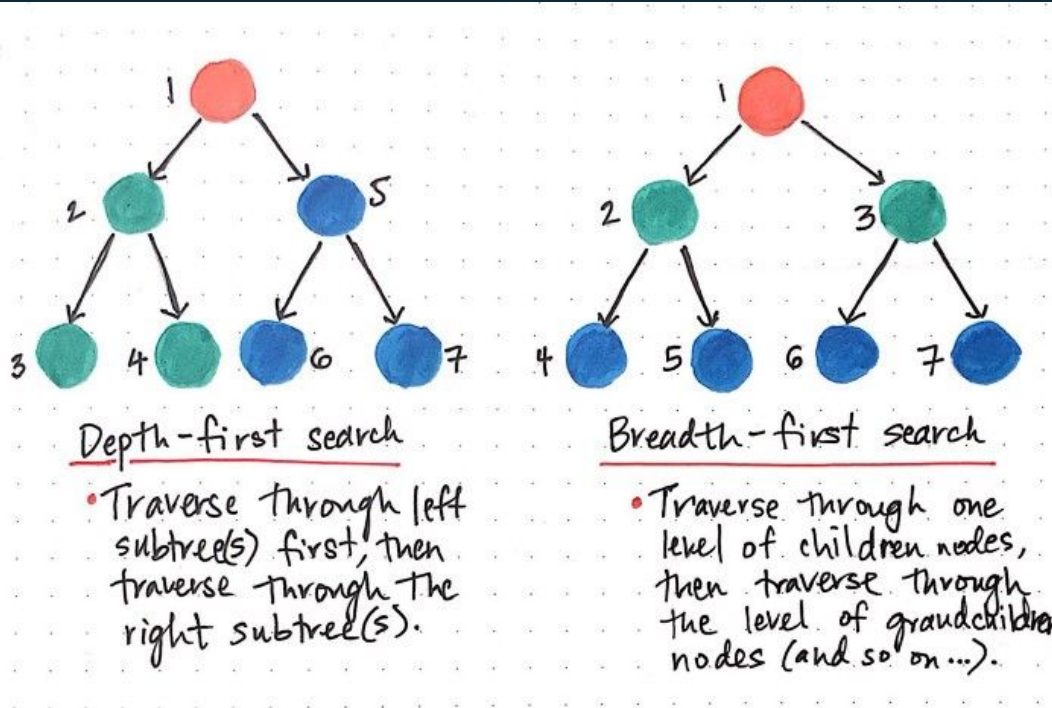 1
2
5
3
4
6
7
Depth-first search
• Traverse through left
subtree(s) first, then
traverse through the
right subtree(s).
1
2
3
4
5
6
7
Breadth-first search
• Traverse through one
level of children nodes,
then traverse through
the level of grandchildren
nodes (and so on...).